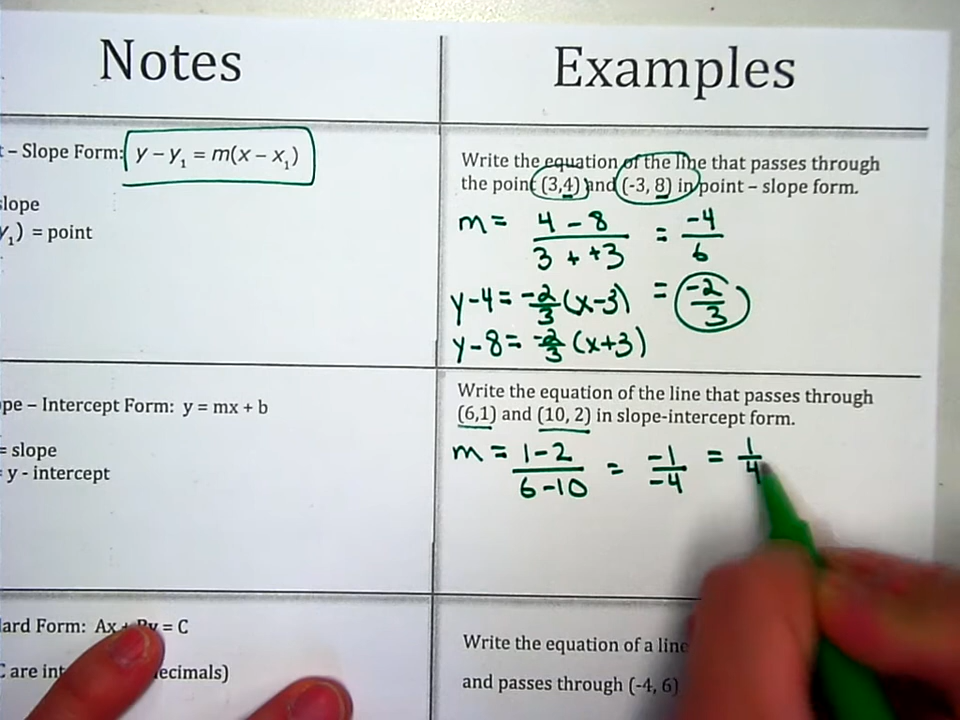 Notes
Examples
– Slope Form: y – y₁ = m(x – x₁)
slope
y₁) = point
Write the equation of the line that passes through
the point (3,4) and (-3, 8) in point – slope form.
m = 4 - 8 / 3 + +3 = -4 / 6
= -2 / 3
y - 4 = -2/3 (x - 3)
y - 8 = -2/3 (x + 3)
pe – Intercept Form: y = mx + b
= slope
= y - intercept
Write the equation of the line that passes through
(6,1) and (10, 2) in slope-intercept form.
m = 1 - 2 / 6 - 10 = -1 / -4 = 1 / 4
ard Form: Ax + By = C
C are int ecimals)
Write the equation of a line
and passes through (-4, 6)